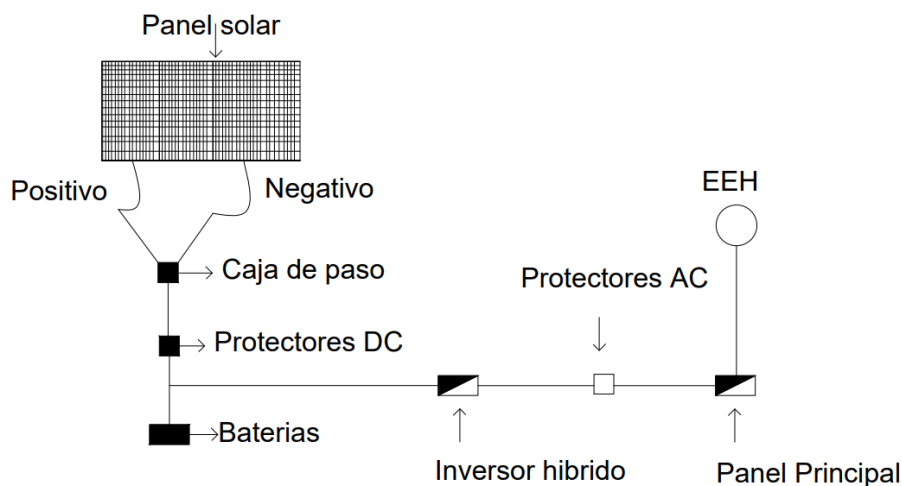 Panel solar
Positivo
Negativo
EEH
Caja de paso
Protectores AC
Protectores DC
Baterias
Inversor hibrido
Panel Principal